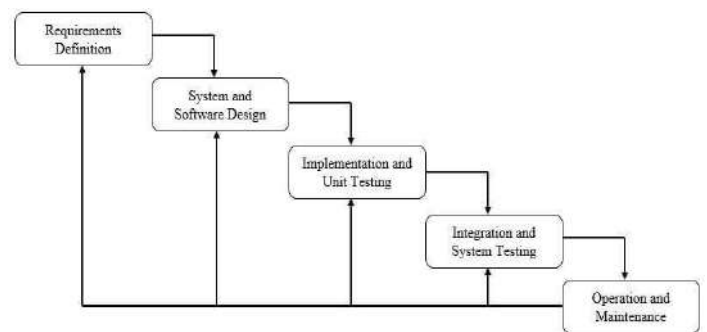 Requirements
Definition
System and
Software Design
Implementation and
Unit Testing
Integration and
System Testing
Operation and
Maintenance